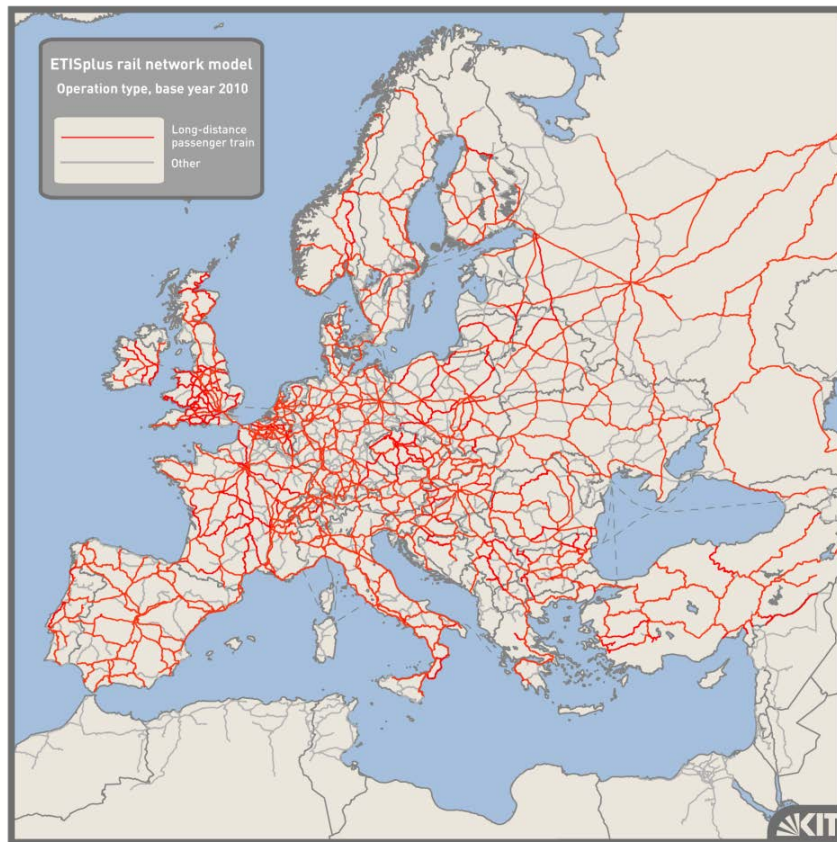 ETISplus rail network model
Operation type, base year 2010
Long-distance
passenger train
Other
KIT